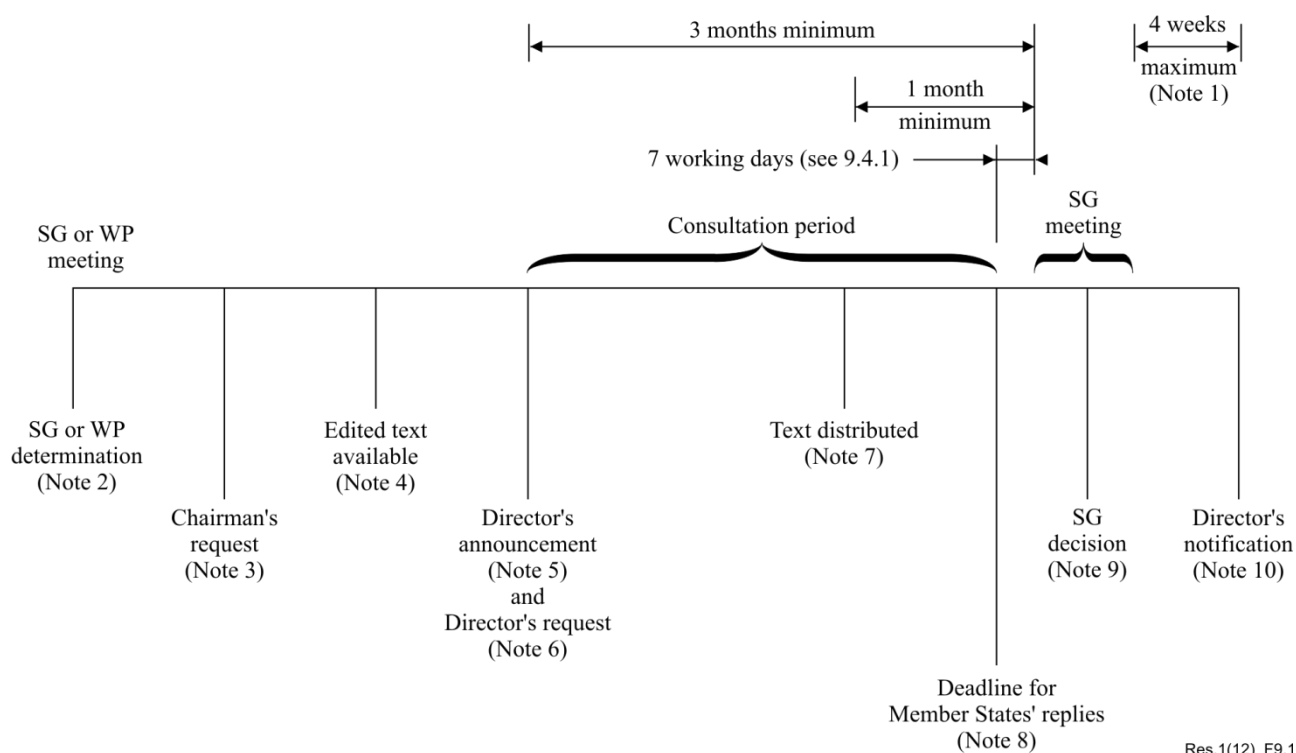 3 months minimum
4 weeks
maximum
(Note 1)
1 month
minimum
7 working days (see 9.4.1)
SG
meeting
Consultation period
SG or WP
meeting
SG or WP
determination
(Note 2)
Chairman's
request
(Note 3)
Edited text
available
(Note 4)
Director's
announcement
(Note 5)
and
Director's request
(Note 6)
Text distributed
(Note 7)
Deadline for
Member States' replies
(Note 8)
SG
decision
(Note 9)
Director's
notification
(Note 10)
Res.1(12)_F9.1